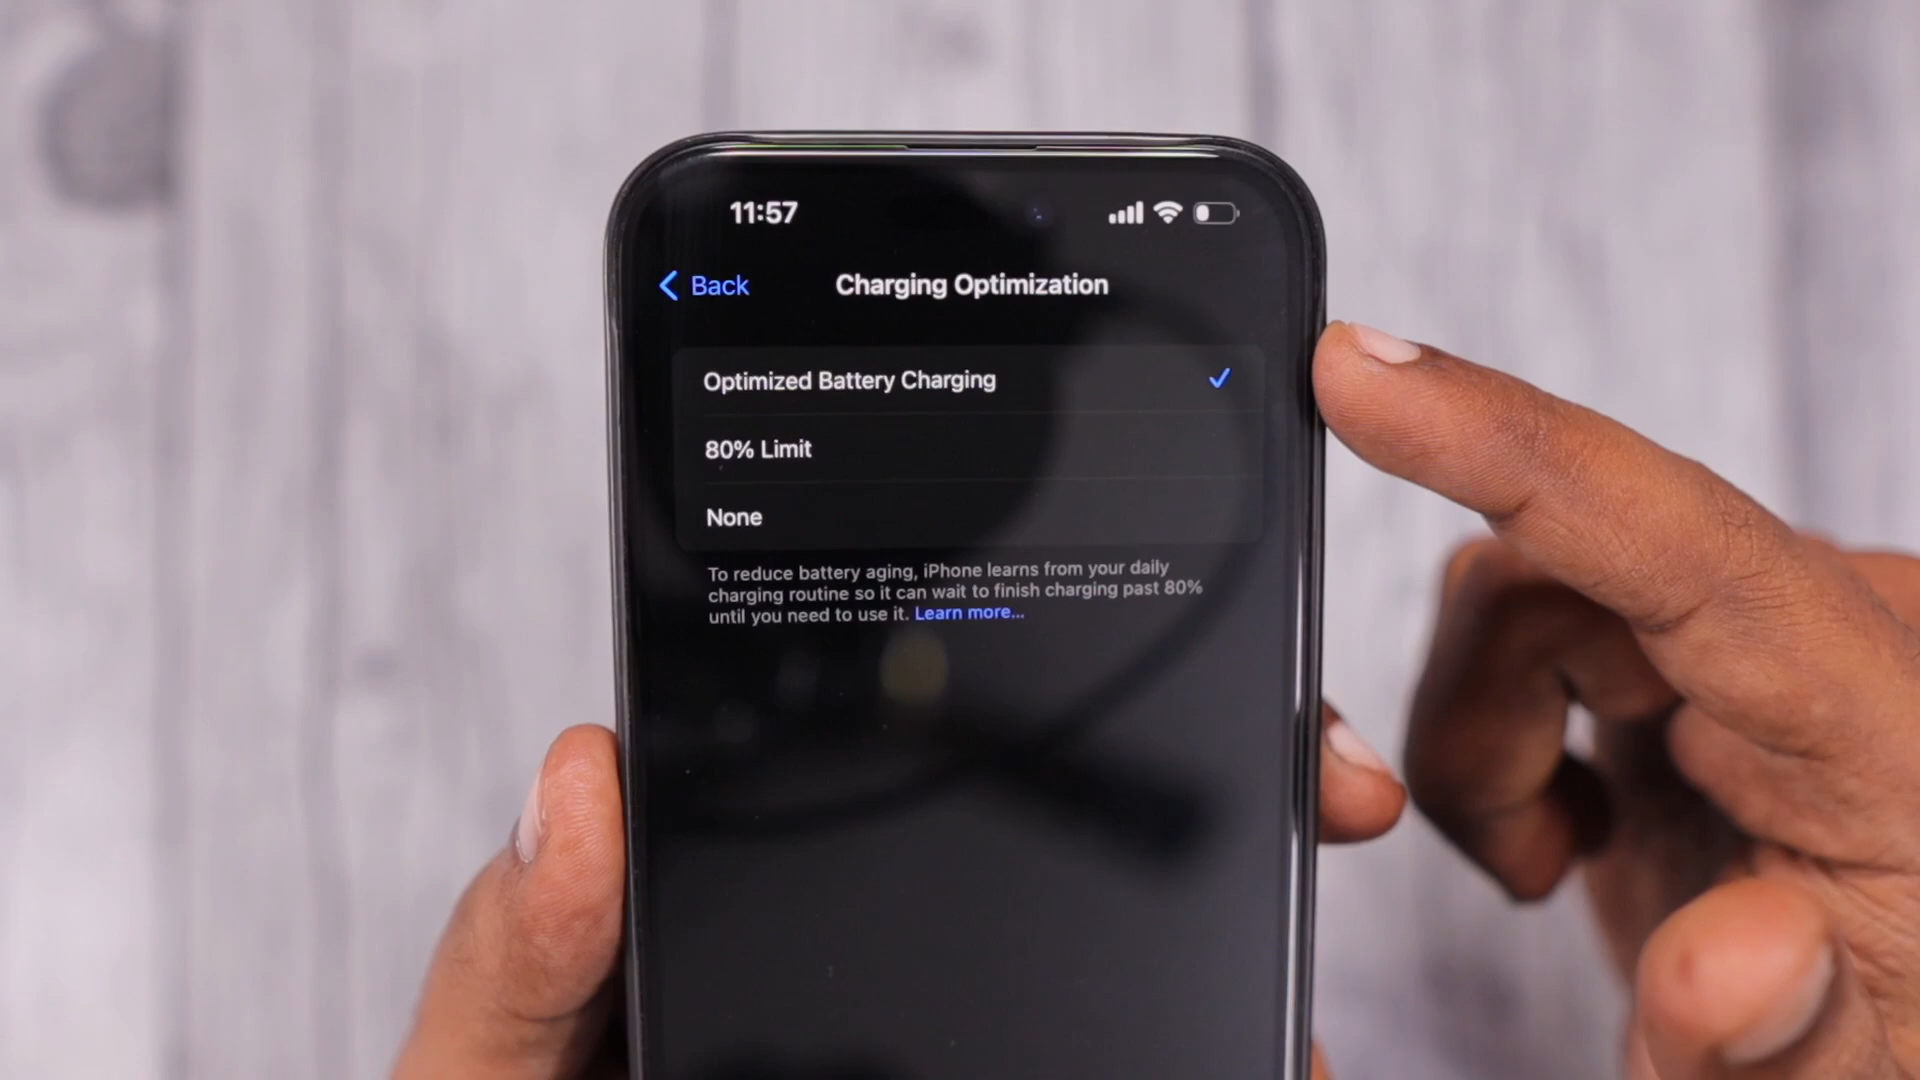 11:57
Back
Charging Optimization
Optimized Battery Charging
80% Limit
None
To reduce battery aging, iPhone learns from your daily
charging routine so it can wait to finish charging past 80%
until you need to use it. Learn more...